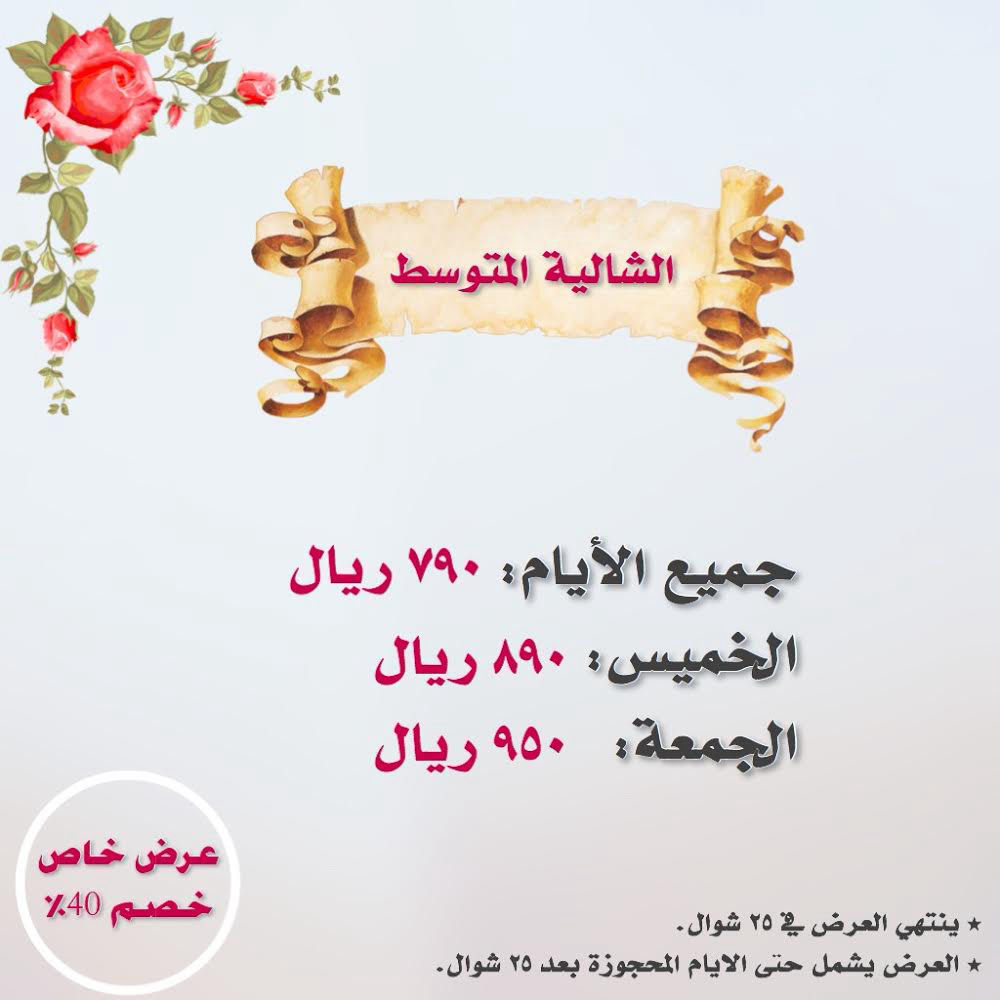 الشالية المتوسط
جميع الأيام: ٧٩٠ ريال
الخميس: ٨٩٠ ريال
الجمعة: ٩٥٠ ريال
عرض خاص
خصم 40٪
* ينتهي العرض في ٢٥ شوال.
* العرض يشمل حتى الايام المحجوزة بعد ٢٥ شوال.